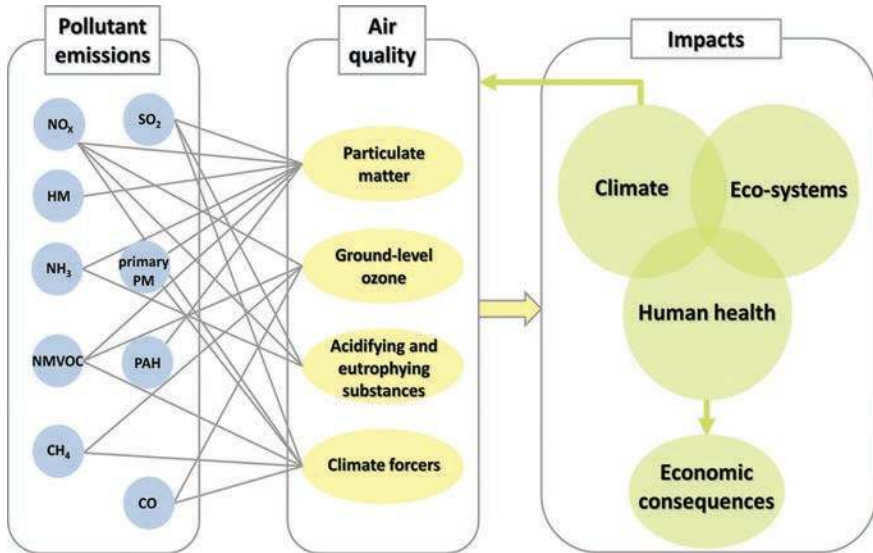 Pollutant
emissions
NOX
SO2
HM
NH3
primary
PM
NMVOC
PAH
CH4
CO
Air
quality
Particulate
matter
Ground-level
ozone
Acidifying and
eutrophying
substances
Climate forcers
Impacts
Climate
Eco-systems
Human health
Economic
consequences